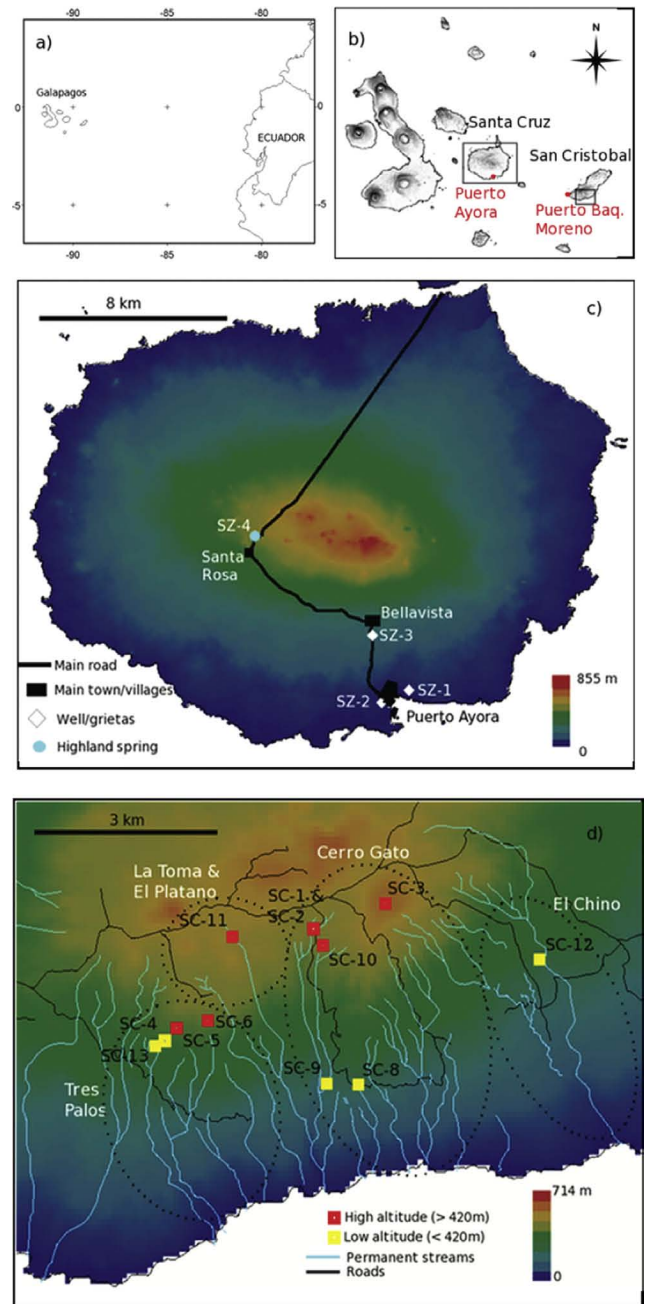 a)
-90
-85
-80
Galapagos
0
0
ECUADOR
-5
-5
-90
-85
-80
b)
N
Santa Cruz
San Cristobal
Puerto
Ayora
Puerto Baq.
Moreno
8 km
c)
SZ-4
Santa
Rosa
Bellavista
SZ-3
Main road
Main town/villages
SZ-1
SZ-2
Well/grietas
Puerto Ayora
Highland spring
855 m
0
3 km
d)
Cerro Gato
La Toma &
El Platano
SC-1 &
SC-2
SC-3
El Chino
SC-11
SC-12
SC-10
SC-4
SC-6
SC-5
SC-13
SC-9
SC-8
Tres
Palos
714 m
High altitude (> 420m)
Low altitude (< 420m)
Permanent streams
Roads
0